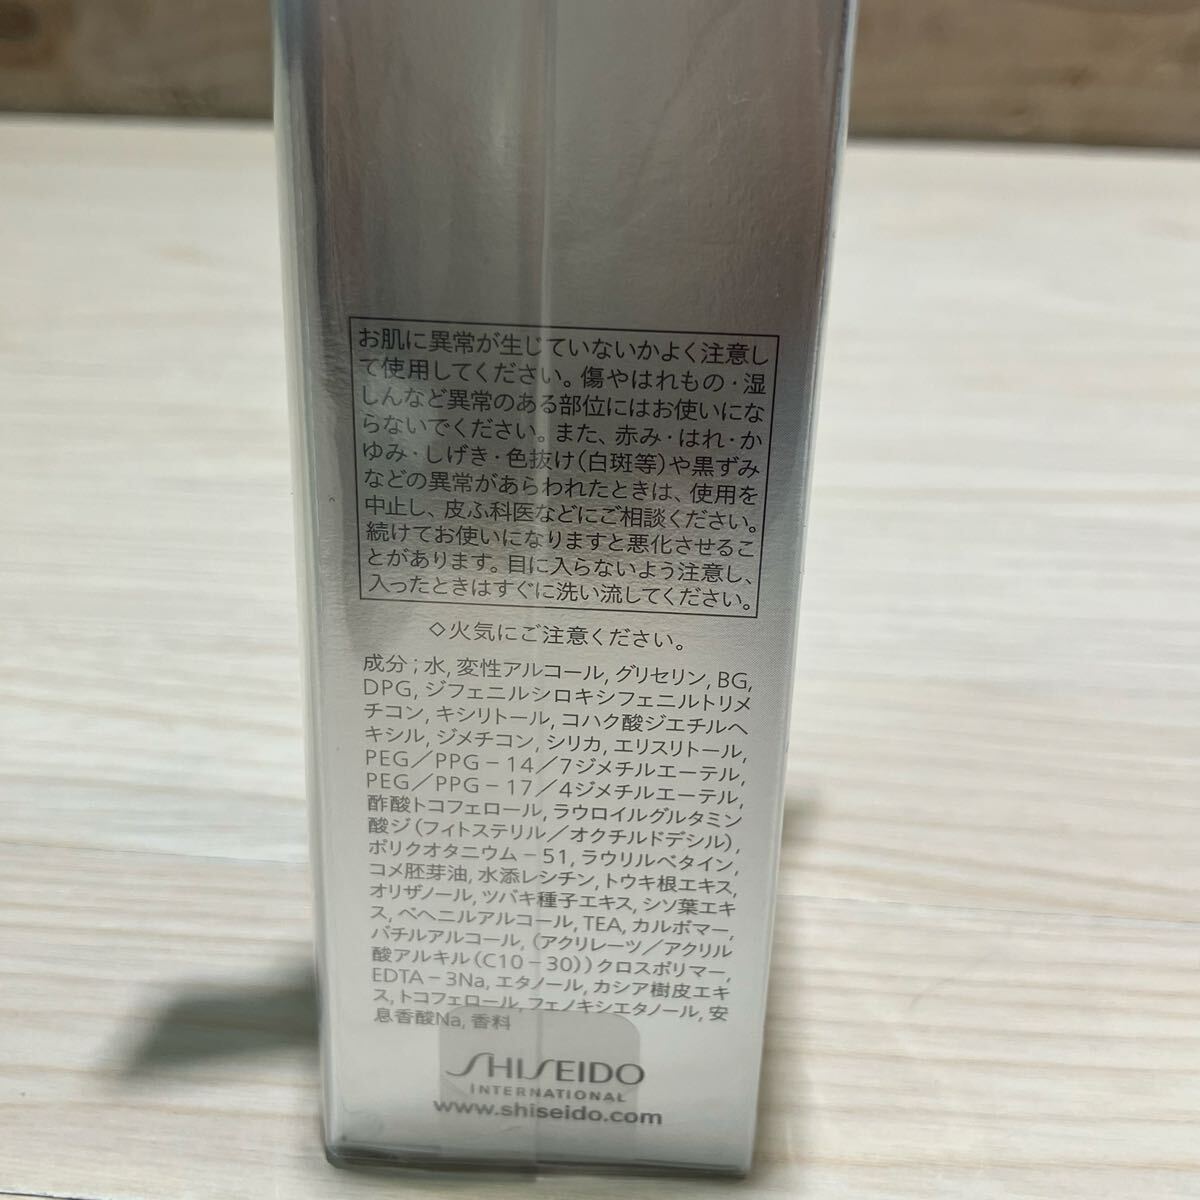 お肌に異常が生じていないかよく注意し
て使用してください。傷やはれもの・湿
しんなど異常のある部位にはお使いにな
らないでください。また、赤み・はれ・か
ゆみ・しげき・色抜け(白斑等)や黒ずみ
などの異常があらわれたときは、使用を
中止し、皮ふ科医などにご相談ください。
続けてお使いになりますと悪化させるこ
とがあります。目に入らないよう注意し、
入ったときはすぐに洗い流してください。
◇火気にご注意ください。
成分；水, 変性アルコール, グリセリン, BG,
DPG, ジフェニルシロキシフェニルトリメ
チコン, キシリトール, コハク酸ジエチルヘ
キシル, ジメチコン, シリカ, エリスリトール,
PEG／PPG－14／7ジメチルエーテル,
PEG／PPG－17／4ジメチルエーテル,
酢酸トコフェロール, ラウロイルグルタミン
酸ジ(フィトステリル／オクチルドデシル),
ポリクオタニウム－51, ラウリルベタイン,
コメ胚芽油, 水添レシチン, トウキ根エキス,
オリザノール, ツバキ種子エキス, シソ葉エキ
ス, ベヘニルアルコール, TEA, カルボマー,
バチルアルコール, (アクリレーツ／アクリル
酸アルキル(C10－30))クロスポリマー,
EDTA－3Na, エタノール, カシア樹皮エキ
ス, トコフェロール, フェノキシエタノール, 安
息香酸Na, 香料
SHISEIDO
INTERNATIONAL
www.shiseido.com